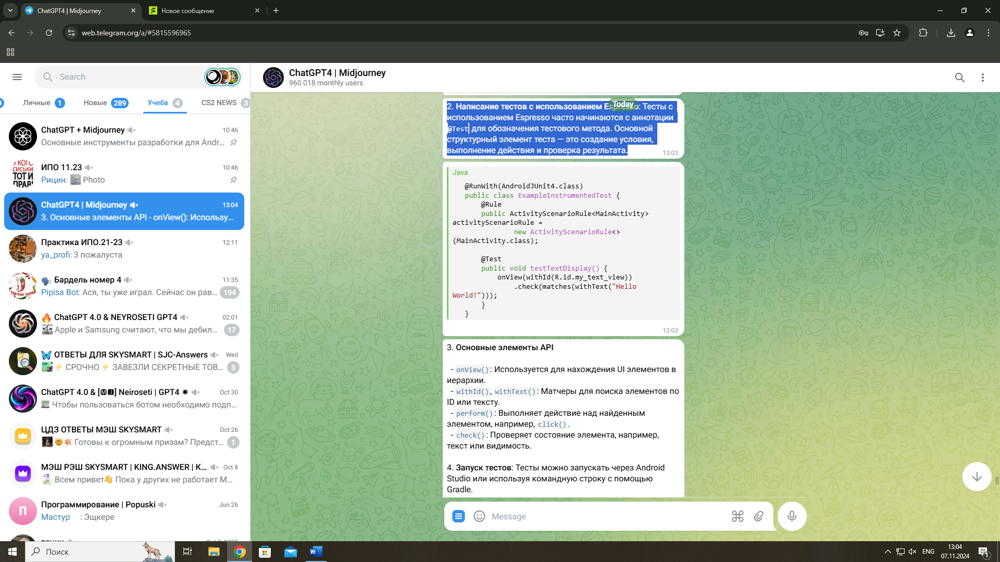 ChatGPT4 | Midjourney
Новое сообщение
web.telegram.org/a/#5815596965
Search
Личные 1
Новые 289
Учеба 4
CS2 NEWS 3
ChatGPT + Midjourney 10:46
Основные инструменты разработки для Andr...
ИПО 11.23 10:46
Рицин: Photo
ChatGPT4 | Midjourney 13:04
3. Основные элементы API - onView(): Использу...
Практика ИПО.21-23 12:11
ya_profi: 3 пожалуста
Бардель номер 4 11:35
Pipisa Bot: Ася, ты уже играл. Сейчас он рав... 194
ChatGPT 4.0 & NEYROSETI GPT4 02:01
Apple и Samsung считают, что мы дебил... 17
ОТВЕТЫ ДЛЯ SKYSMART | SJC-Answers Wed
СРОЧНО ЗАВЕЗЛИ СЕКРЕТНЫЕ ТОВ... 5
ChatGPT 4.0 & [🅼🅹] Neiroseti | GPT4 Oct 30
Чтобы пользоваться ботом необходимо подп...
ЦДЗ ОТВЕТЫ МЭШ SKYSMART Oct 26
Готовы к огромным призам? Предст... 1
МЭШ РЭШ SKYSMART | KING.ANSWER | К... Oct 8
Всем привет👋 Пока у других не работает М...
П
Программирование | Popuski Jun 26
Мастур : Эщкере
ChatGPT4 | Midjourney
960 018 monthly users
Today
2. Написание тестов с использованием Espresso: Тесты с
использованием Espresso часто начинаются с аннотации
@Test для обозначения тестового метода. Основной
структурный элемент теста — это создание условия,
выполнение действия и проверка результата.
13:03
Java
@RunWith(AndroidJUnit4.class)
public class ExampleInstrumentedTest {
@Rule
public ActivityScenarioRule<MainActivity>
activityScenarioRule =
new ActivityScenarioRule<>
(MainActivity.class);
@Test
public void testTextDisplay() {
onView(withId(R.id.my_text_view))
.check(matches(withText("Hello
World!")));
}
}
13:03
3. Основные элементы API
- onView(): Используется для нахождения UI элементов в
иерархии.
- withId(), withText(): Матчеры для поиска элементов по
ID или тексту.
- perform(): Выполняет действие над найденным
элементом, например, click().
- check(): Проверяет состояние элемента, например,
текст или видимость.
4. Запуск тестов: Тесты можно запускать через Android
Studio или используя командную строку с помощью
Gradle.
Message
Поиск
ENG
13:04
07.11.2024
1